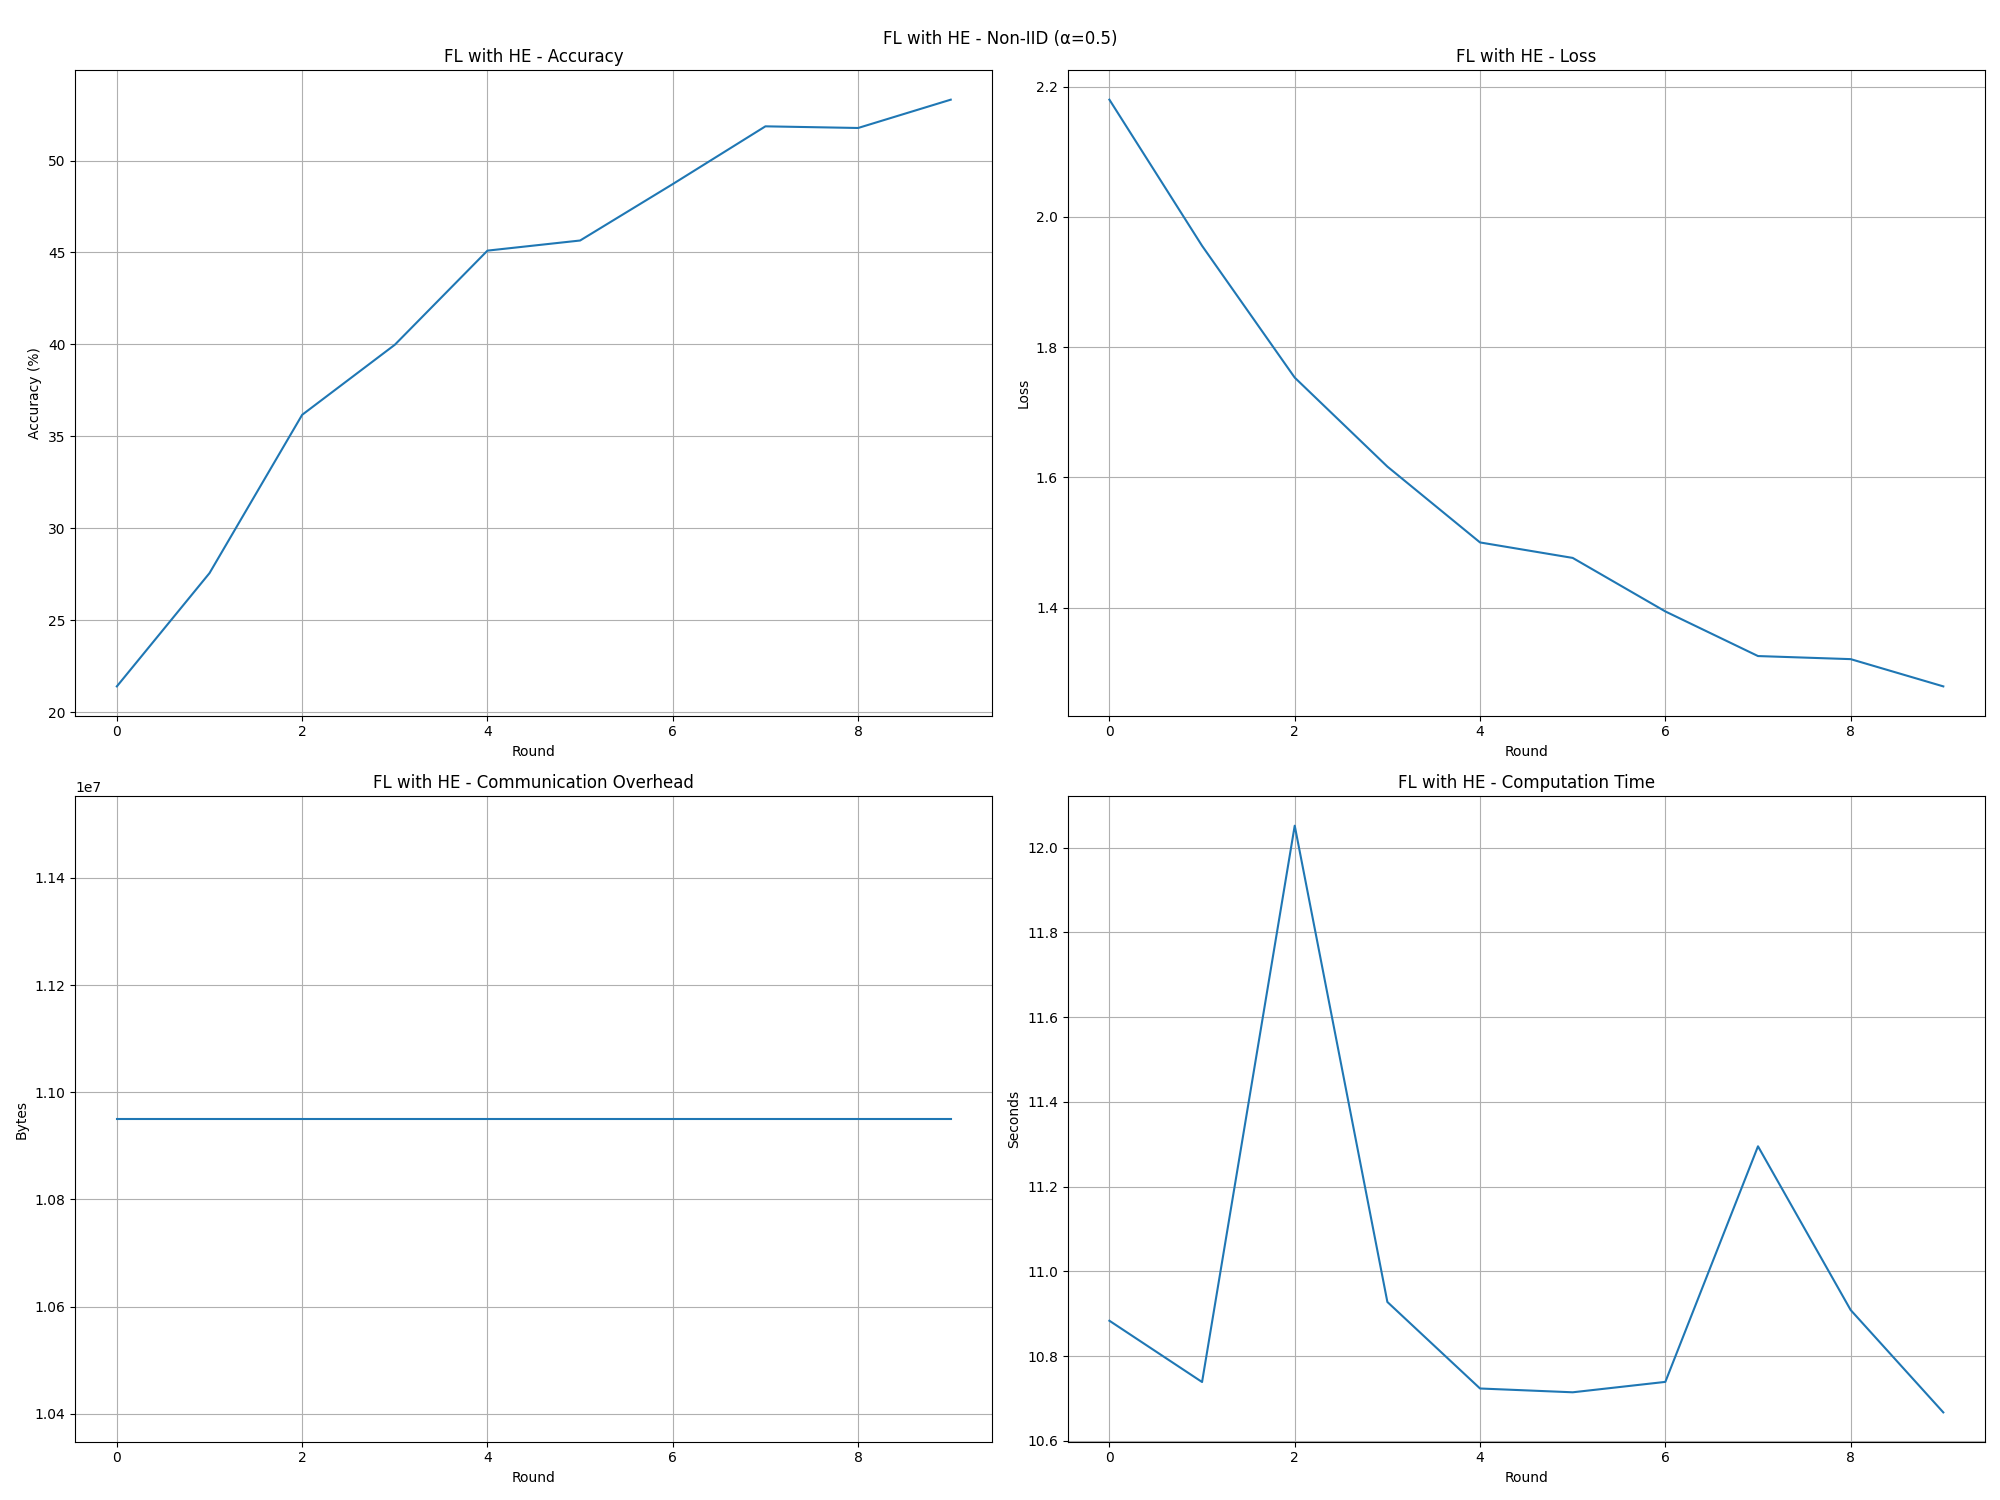 FL with HE - Non-IID (α=0.5)
FL with HE - Accuracy
Accuracy (%)
50
45
40
35
30
25
20
0 2 4 6 8
Round
FL with HE - Loss
Loss
2.2
2.0
1.8
1.6
1.4
0 2 4 6 8
Round
FL with HE - Communication Overhead
1e7
Bytes
1.14
1.12
1.10
1.08
1.06
1.04
0 2 4 6 8
Round
FL with HE - Computation Time
Seconds
12.0
11.8
11.6
11.4
11.2
11.0
10.8
10.6
0 2 4 6 8
Round